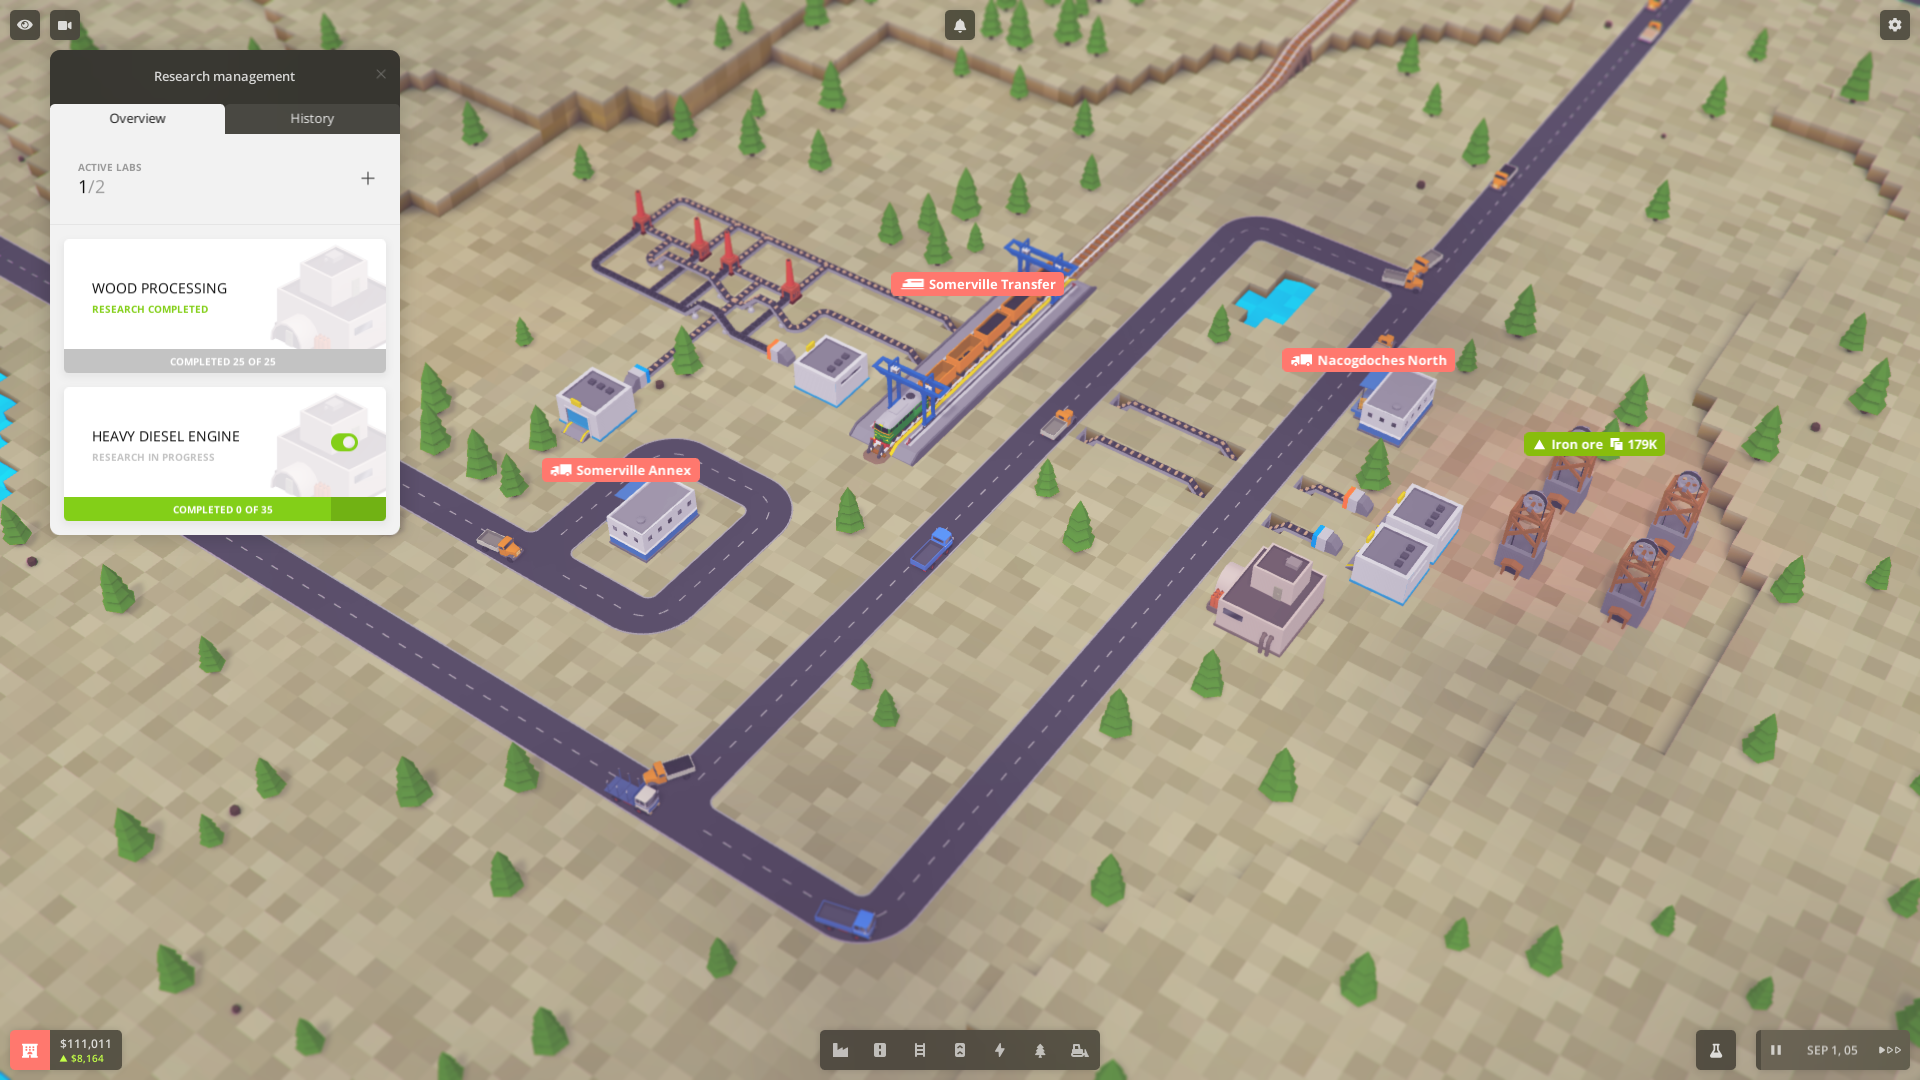 Research management
Overview
History
ACTIVE LABS
1/2
WOOD PROCESSING
RESEARCH COMPLETED
COMPLETED 25 OF 25
HEAVY DIESEL ENGINE
RESEARCH IN PROGRESS
COMPLETED 0 OF 35
Somerville Transfer
Nacogdoches North
Iron ore 179K
Somerville Annex
$111,011
$8,164
SEP 1, 05